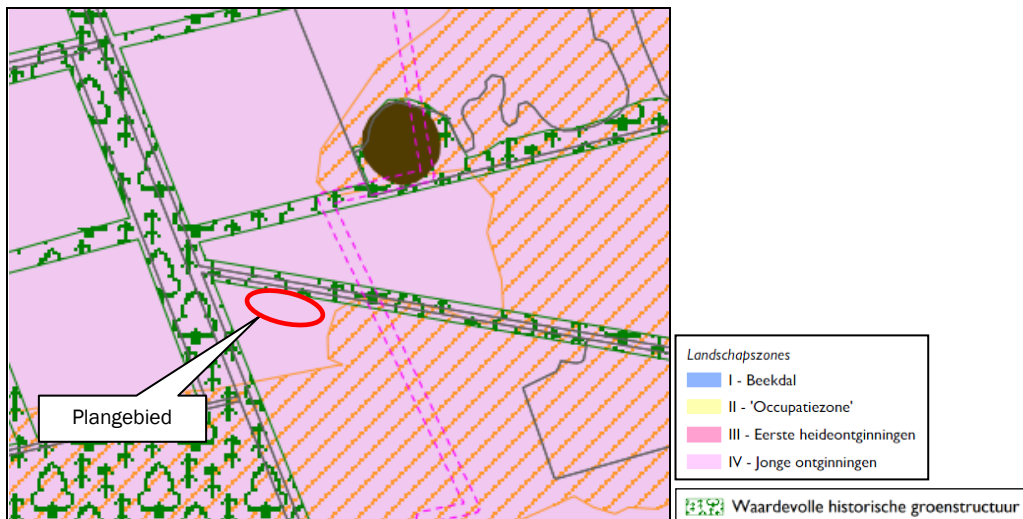 Plangebied
Landschapszones
I - Beekdal
II - 'Occupatiezone'
III - Eerste heideontginningen
IV - Jonge ontginningen
Waardevolle historische groenstructuur